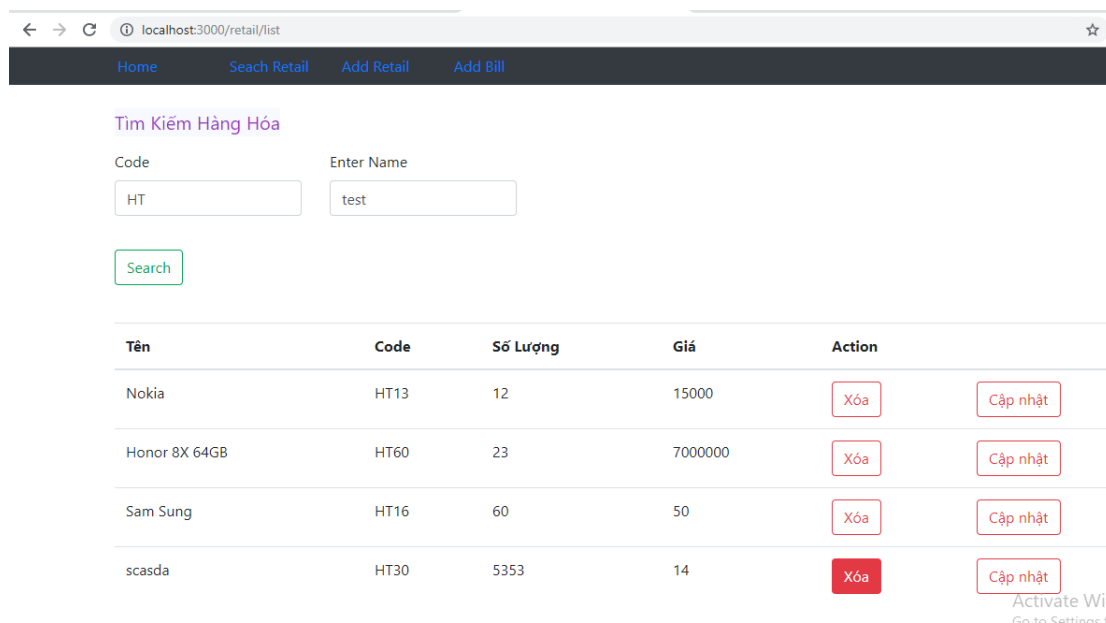 localhost:3000/retail/list
Home Seach Retail Add Retail Add Bill
Tìm Kiếm Hàng Hóa
Code Enter Name
HT test
Search
Tên Code Số Lượng Giá Action
Nokia HT13 12 15000 Xóa Cập nhật
Honor 8X 64GB HT60 23 7000000 Xóa Cập nhật
Sam Sung HT16 60 50 Xóa Cập nhật
scasda HT30 5353 14 Xóa Cập nhật
Activate Wi
Go to Settings